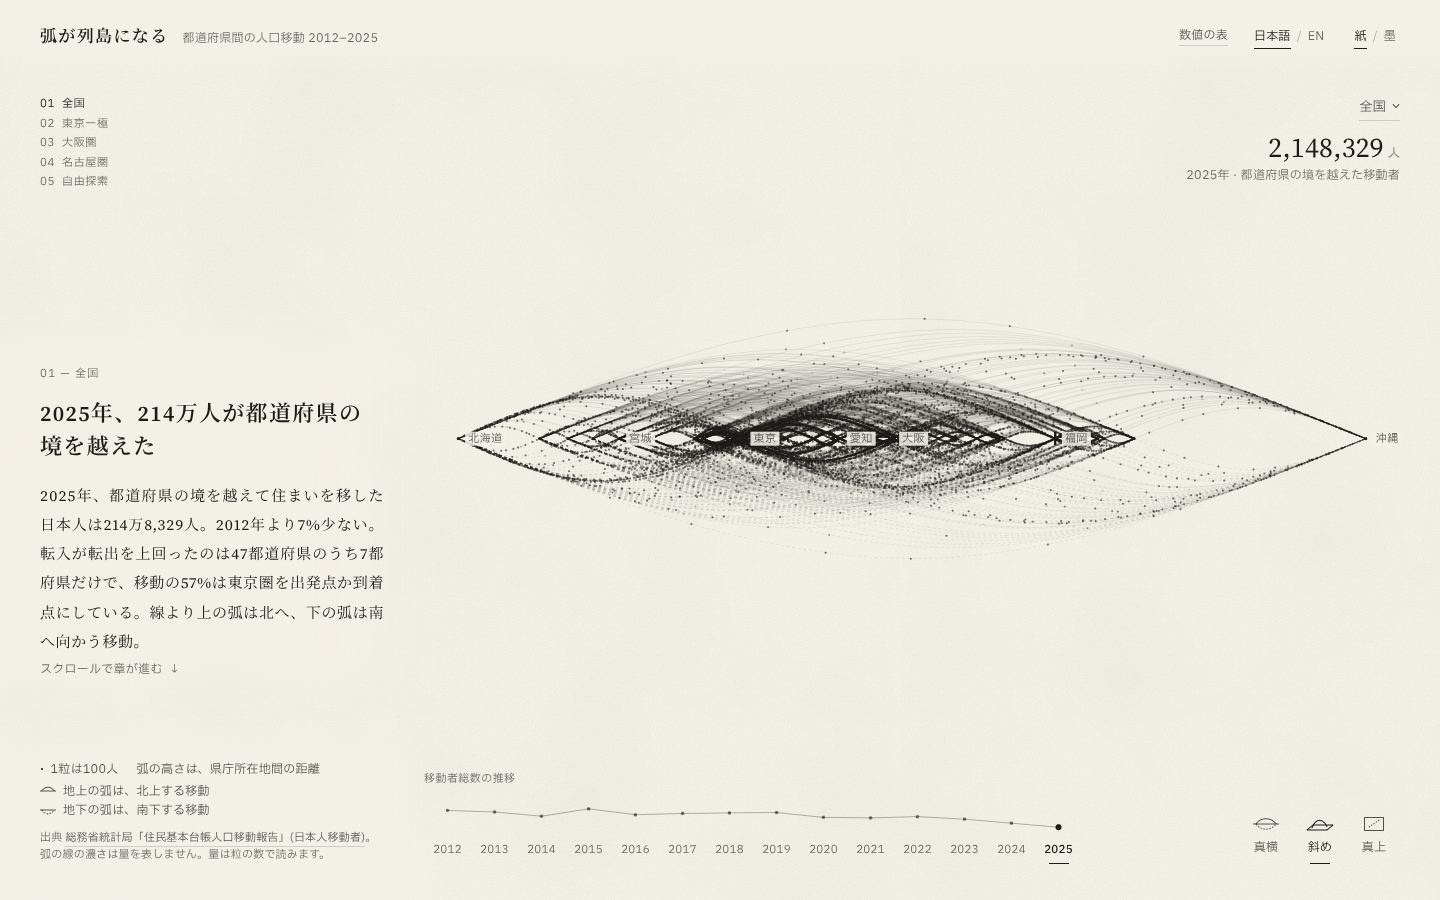 弧が列島になる 都道府県間の人口移動 2012–2025
数値の表 日本語 / EN 紙 / 墨
01 全国
02 東京一極
03 大阪圏
04 名古屋圏
05 自由探索
全国
2,148,329 人
2025年 · 都道府県の境を越えた移動者
01 — 全国
2025年、214万人が都道府県の
境を越えた
2025年、都道府県の境を越えて住まいを移した
日本人は214万8,329人。2012年より7%少ない。
転入が転出を上回ったのは47都道府県のうち7都
府県だけで、移動の57%は東京圏を出発点か到着
点にしている。線より上の弧は北へ、下の弧は南
へ向かう移動。
スクロールで章が進む ↓
北海道 宮城 東京 愛知 大阪 福岡 沖縄
・ 1粒は100人 弧の高さは、県庁所在地間の距離
地上の弧は、北上する移動
地下の弧は、南下する移動
出典 総務省統計局「住民基本台帳人口移動報告」(日本人移動者)。
弧の線の濃さは量を表しません。量は粒の数で読みます。
移動者総数の推移
2012 2013 2014 2015 2016 2017 2018 2019 2020 2021 2022 2023 2024 2025
真横 斜め 真上